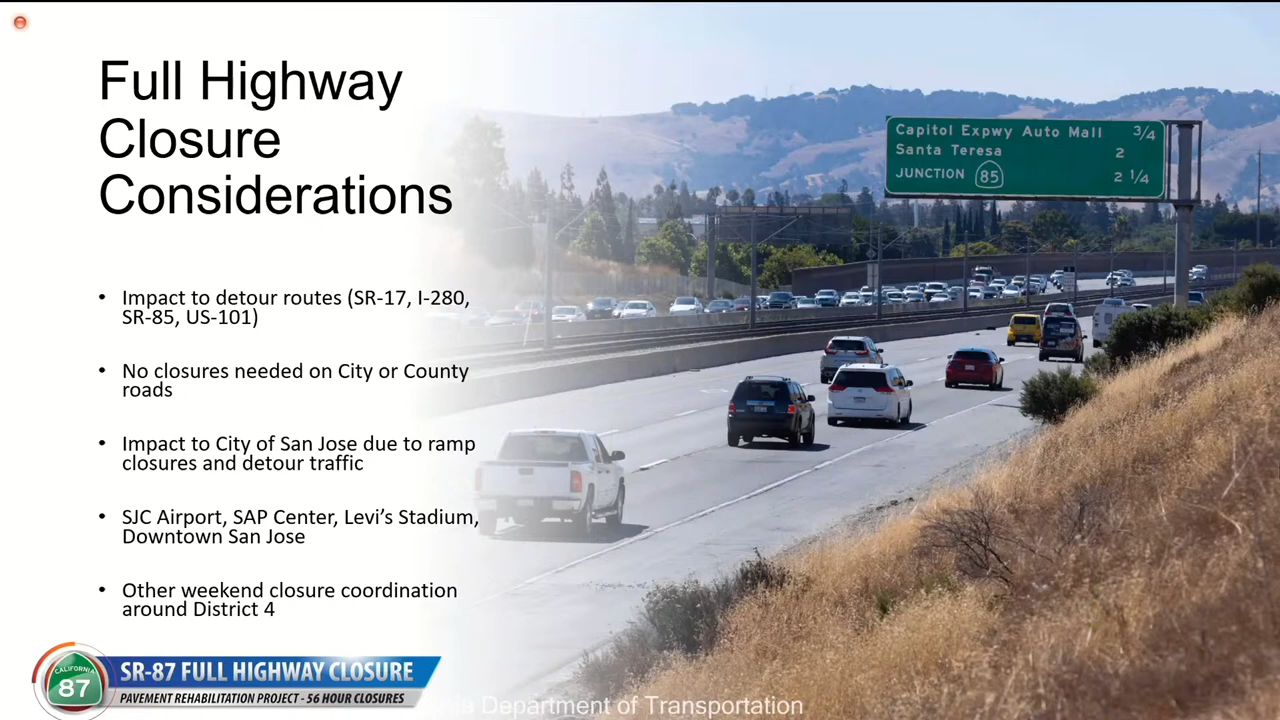 Full Highway
Closure
Considerations
• Impact to detour routes (SR-17, I-280,
SR-85, US-101)
• No closures needed on City or County
roads
• Impact to City of San Jose due to ramp
closures and detour traffic
• SJC Airport, SAP Center, Levi’s Stadium,
Downtown San Jose
• Other weekend closure coordination
around District 4
Capitol Expwy Auto Mall 3/4
Santa Teresa 2
JUNCTION 85 2 1/4
CALIFORNIA
87
SR-87 FULL HIGHWAY CLOSURE
PAVEMENT REHABILITATION PROJECT - 56 HOUR CLOSURES
Department of Transportation